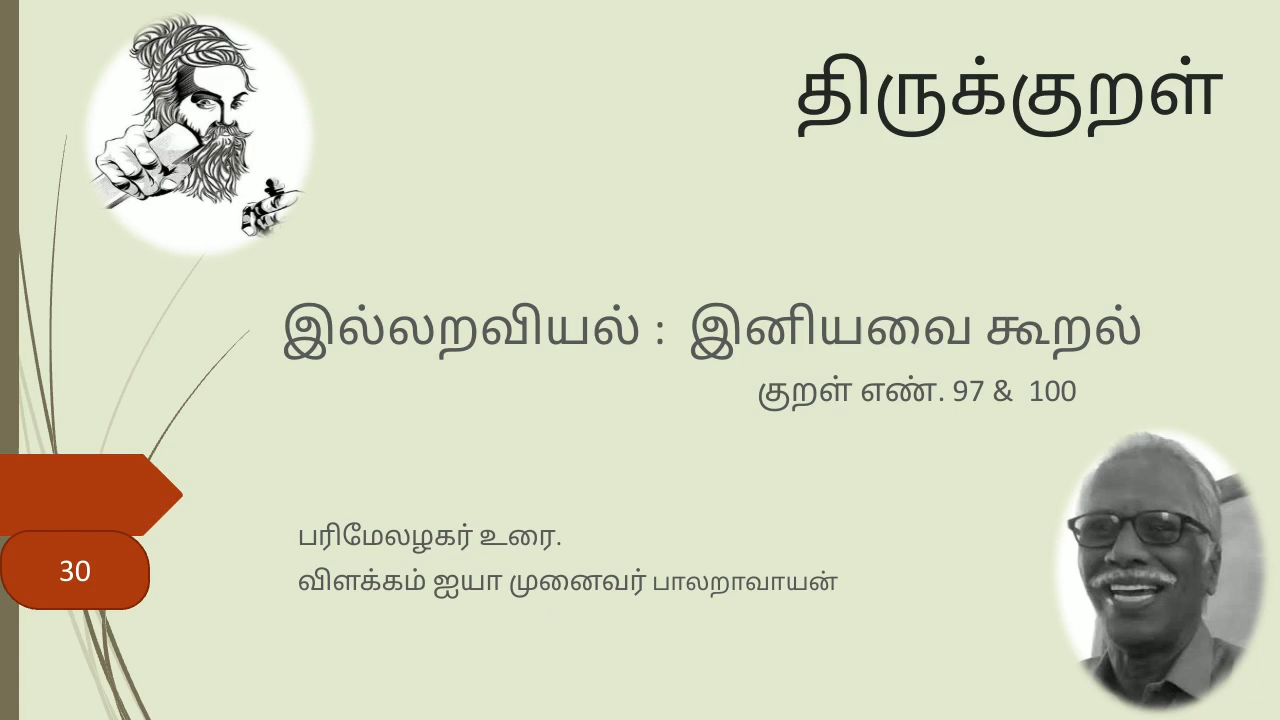 திருக்குறள்
இல்லறவியல் : இனியவை கூறல்
குறள் எண். 97 & 100
பரிமேலழகர் உரை.
விளக்கம் ஐயா முனைவர் பாலறாவாயன்
30